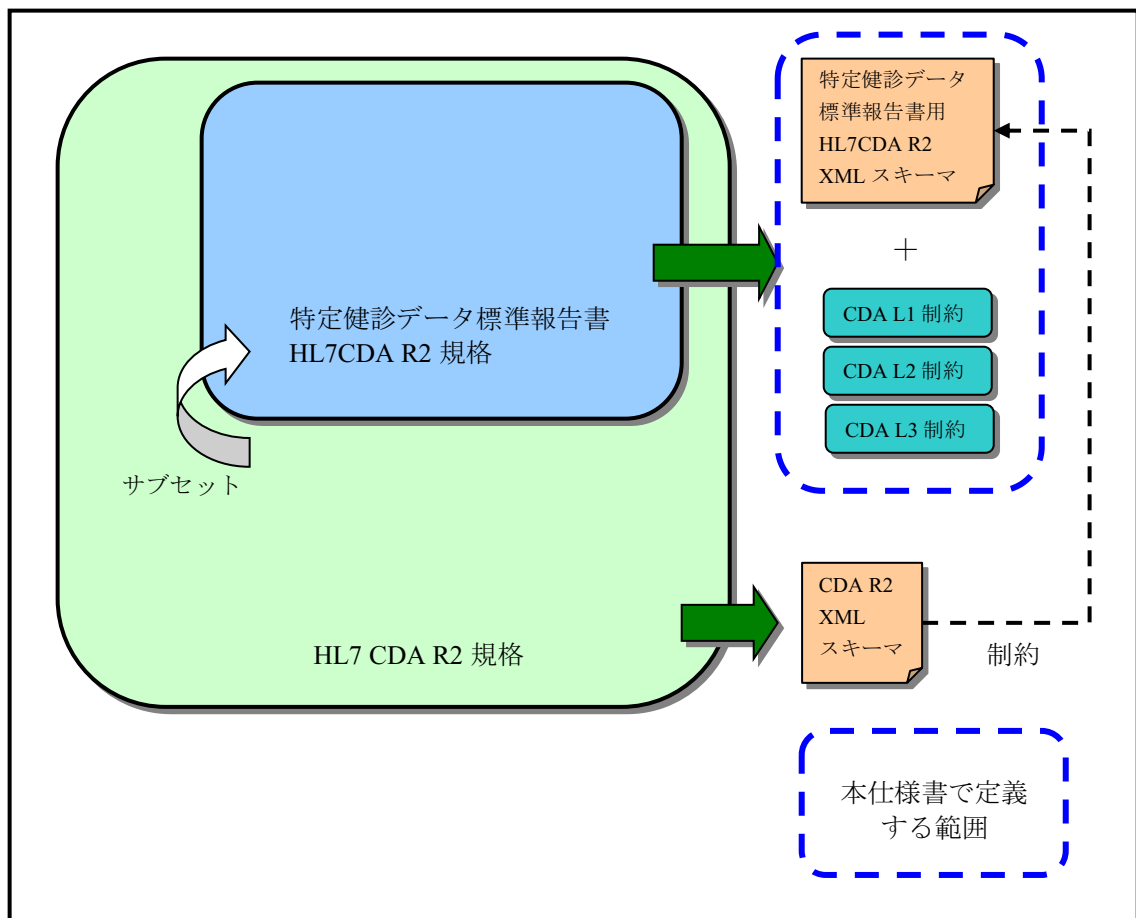 特定健診データ標準報告書
HL7CDA R2 規格
サブセット
HL7 CDA R2 規格
特定健診データ
標準報告書用
HL7CDA R2
XML スキーマ
＋
CDA L1 制約
CDA L2 制約
CDA L3 制約
CDA R2
XML
スキーマ
制約
本仕様書で定義
する範囲